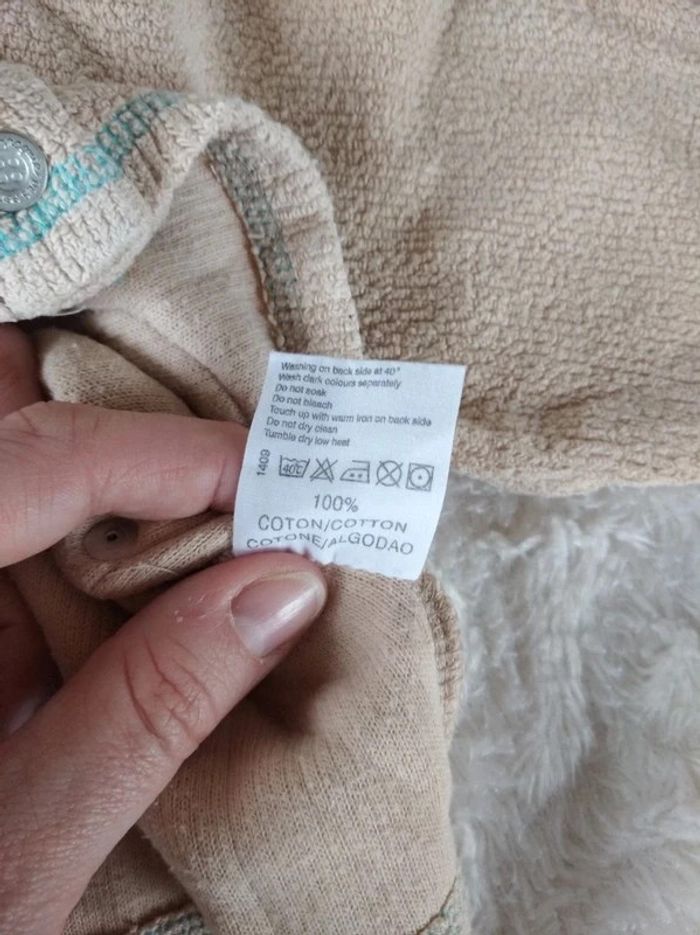 Washing on back side at 40°
Wash dark colours separately
Do not soak
Do not bleach
Touch up with warm iron on back side
Do not dry clean
Tumble dry low heat
1409
40°C
100%
COTON/COTTON
COTONE/ALGODAO